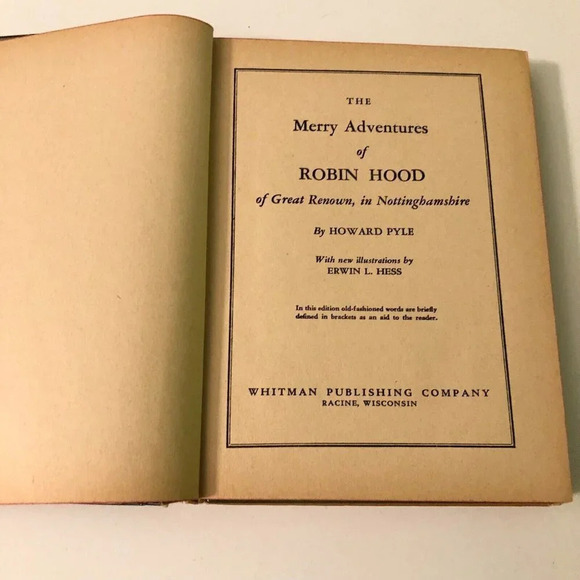 THE
Merry Adventures
of
ROBIN HOOD
of Great Renown, in Nottinghamshire
By HOWARD PYLE
With new illustrations by
ERWIN L. HESS
In this edition old-fashioned words are briefly
defined in brackets as an aid to the reader.
WHITMAN PUBLISHING COMPANY
RACINE, WISCONSIN